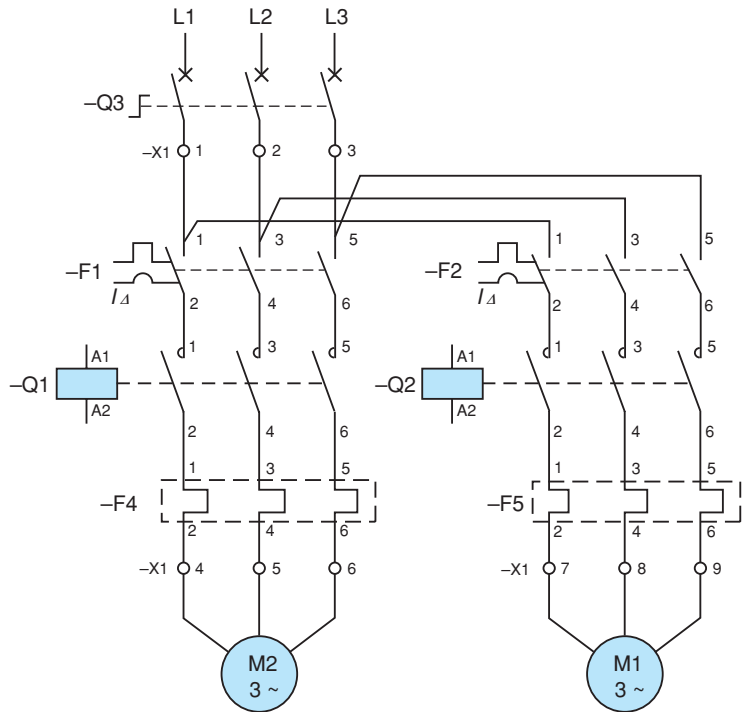 L1 L2 L3
–Q3
–X1 1 2 3
1 3 5 1 3 5
–F1 –F2
I⊿ I⊿
2 4 6 2 4 6
1 3 5 1 3 5
A1 A1
–Q1 –Q2
A2 A2
2 4 6 2 4 6
1 3 5 1 3 5
–F4 –F5
2 4 6 2 4 6
–X1 4 5 6 –X1 7 8 9
M2 M1
3 ~ 3 ~